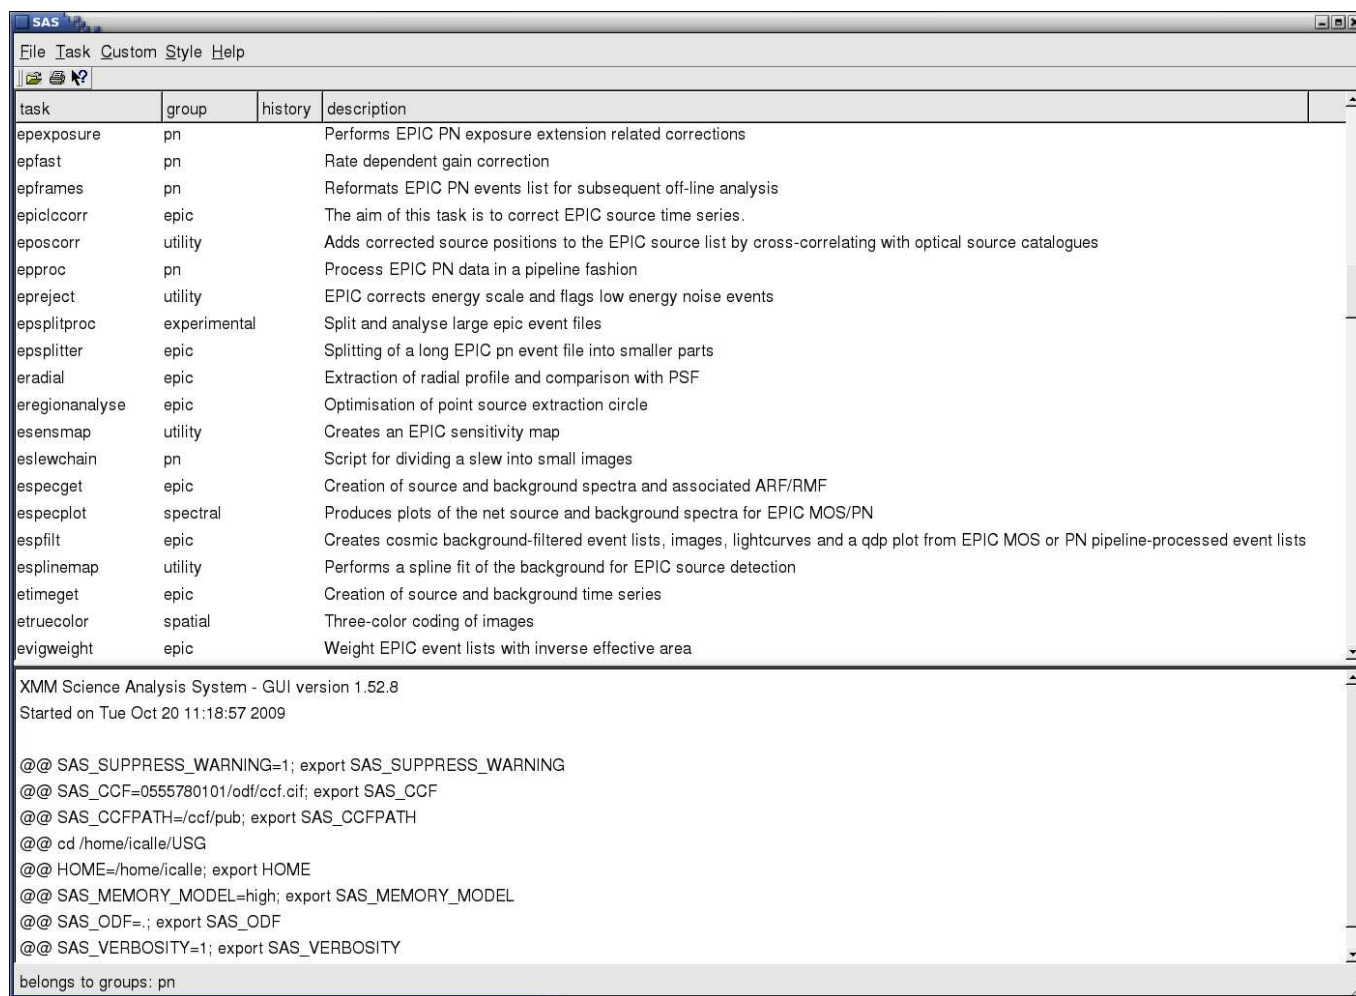 SAS
File Task Custom Style Help
task group history description
epexposure pn Performs EPIC PN exposure extension related corrections
epfast pn Rate dependent gain correction
epframes pn Reformats EPIC PN events list for subsequent off-line analysis
epiclccorr epic The aim of this task is to correct EPIC source time series.
eposcorr utility Adds corrected source positions to the EPIC source list by cross-correlating with optical source catalogues
epproc pn Process EPIC PN data in a pipeline fashion
epreject utility EPIC corrects energy scale and flags low energy noise events
epsplitproc experimental Split and analyse large epic event files
epsplitter epic Splitting of a long EPIC pn event file into smaller parts
eradial epic Extraction of radial profile and comparison with PSF
eregionanalyse epic Optimisation of point source extraction circle
esensmap utility Creates an EPIC sensitivity map
eslewchain pn Script for dividing a slew into small images
especget epic Creation of source and background spectra and associated ARF/RMF
especplot spectral Produces plots of the net source and background spectra for EPIC MOS/PN
espfilt epic Creates cosmic background-filtered event lists, images, lightcurves and a qdp plot from EPIC MOS or PN pipeline-processed event lists
esplinemap utility Performs a spline fit of the background for EPIC source detection
etimeget epic Creation of source and background time series
etruecolor spatial Three-color coding of images
evigweight epic Weight EPIC event lists with inverse effective area
XMM Science Analysis System - GUI version 1.52.8
Started on Tue Oct 20 11:18:57 2009
@@ SAS_SUPPRESS_WARNING=1; export SAS_SUPPRESS_WARNING
@@ SAS_CCF=0555780101/odf/ccf.cif; export SAS_CCF
@@ SAS_CCFPATH=/ccf/pub; export SAS_CCFPATH
@@ cd /home/icalle/USG
@@ HOME=/home/icalle; export HOME
@@ SAS_MEMORY_MODEL=high; export SAS_MEMORY_MODEL
@@ SAS_ODF=.; export SAS_ODF
@@ SAS_VERBOSITY=1; export SAS_VERBOSITY
belongs to groups: pn